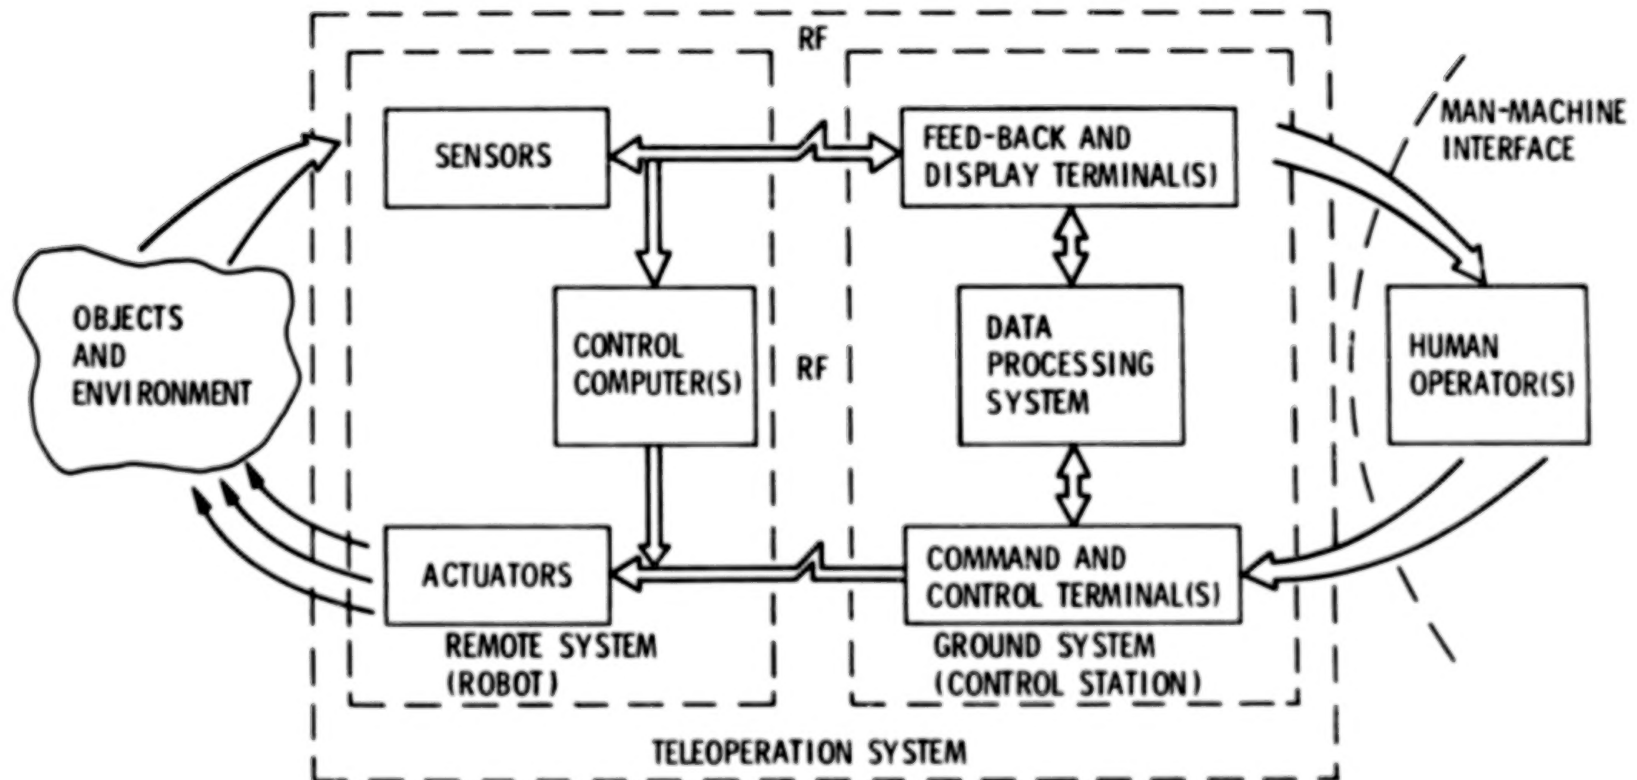 RF
MAN-MACHINE
INTERFACE
SENSORS
FEED-BACK AND
DISPLAY TERMINAL(S)
OBJECTS
AND
ENVIRONMENT
CONTROL
COMPUTER(S)
RF
DATA
PROCESSING
SYSTEM
HUMAN
OPERATOR(S)
ACTUATORS
COMMAND AND
CONTROL TERMINAL(S)
REMOTE SYSTEM
(ROBOT)
GROUND SYSTEM
(CONTROL STATION)
TELEOPERATION SYSTEM